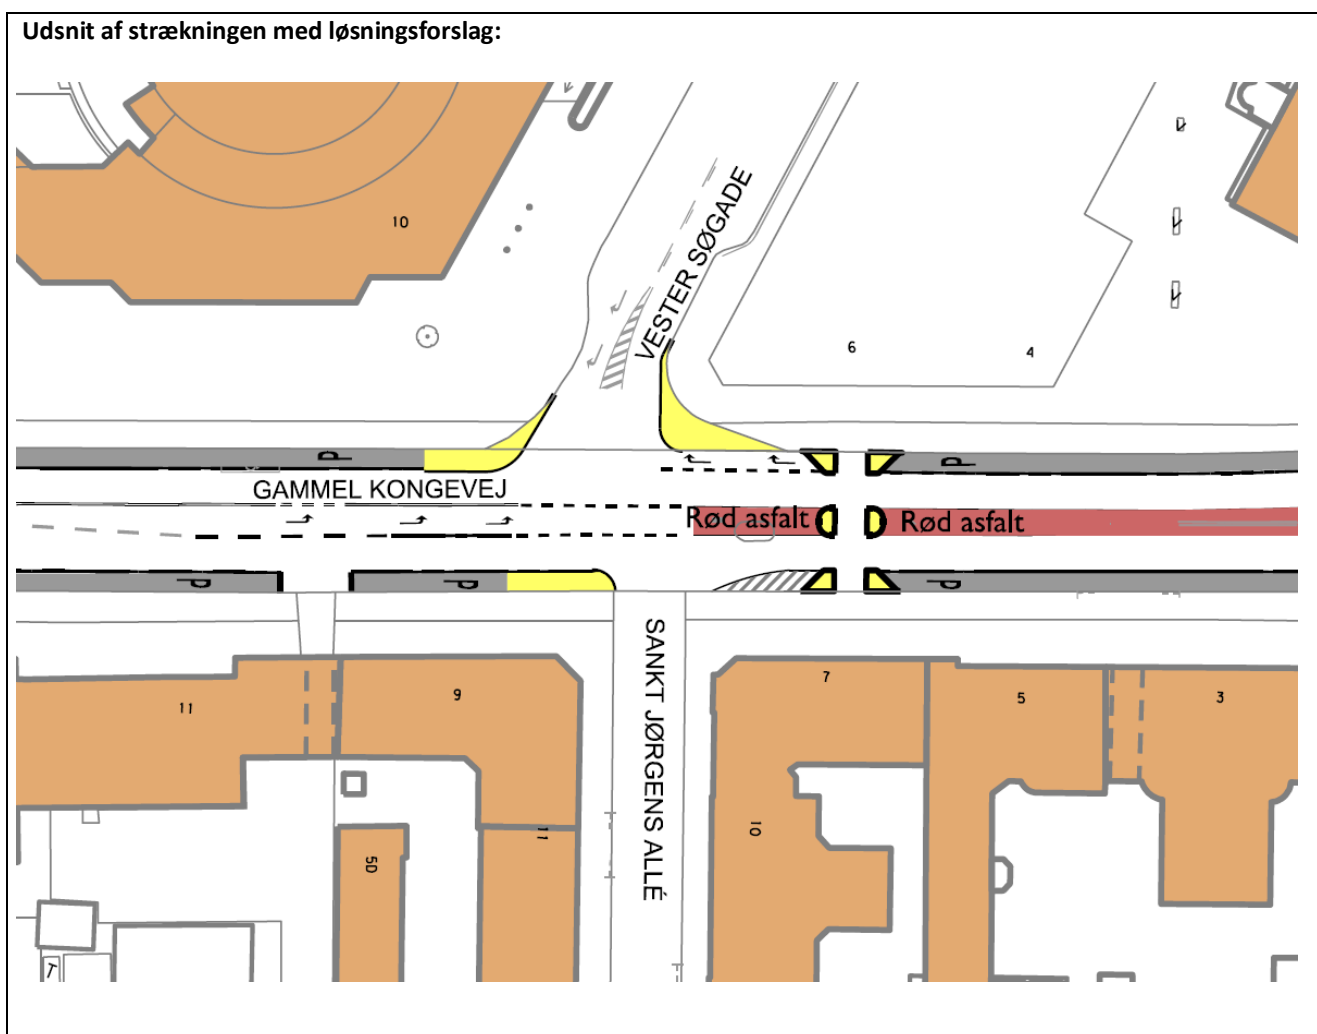 Udsnit af strækningen med løsningsforslag:
10
VESTER SØGADE
6
4
P
P
GAMMEL KONGEVEJ
Rød asfalt
Rød asfalt
P
P
P
SANKT JØRGENS ALLÉ
11
9
7
5
3
11
10
5D
T